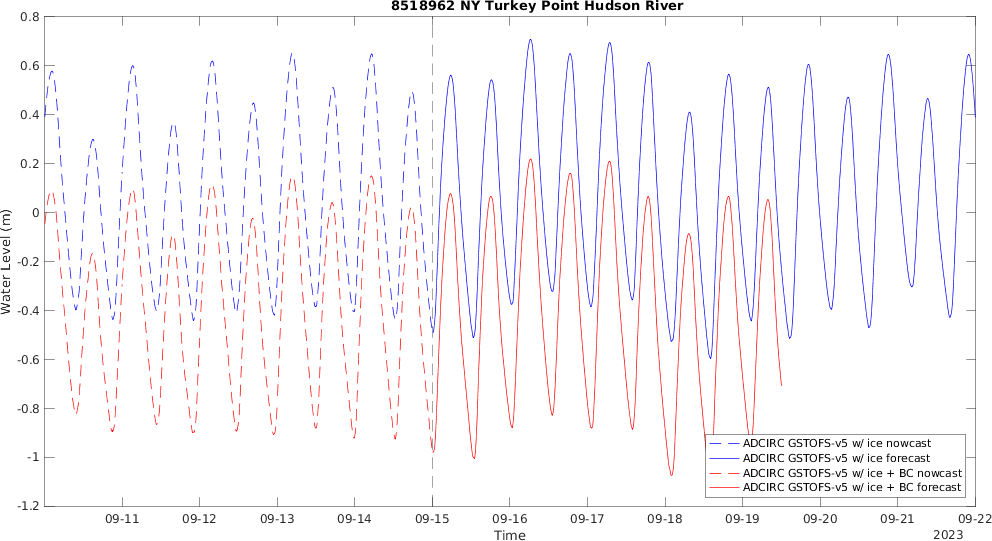 8518962 NY Turkey Point Hudson River
0.8
0.6
0.4
0.2
0
-0.2
-0.4
-0.6
-0.8
-1
-1.2
Water Level (m)
ADCIRC GSTOFS-v5 w/ ice nowcast
ADCIRC GSTOFS-v5 w/ ice forecast
ADCIRC GSTOFS-v5 w/ ice + BC nowcast
ADCIRC GSTOFS-v5 w/ ice + BC forecast
09-11 09-12 09-13 09-14 09-15 09-16 09-17 09-18 09-19 09-20 09-21 09-22
Time
2023